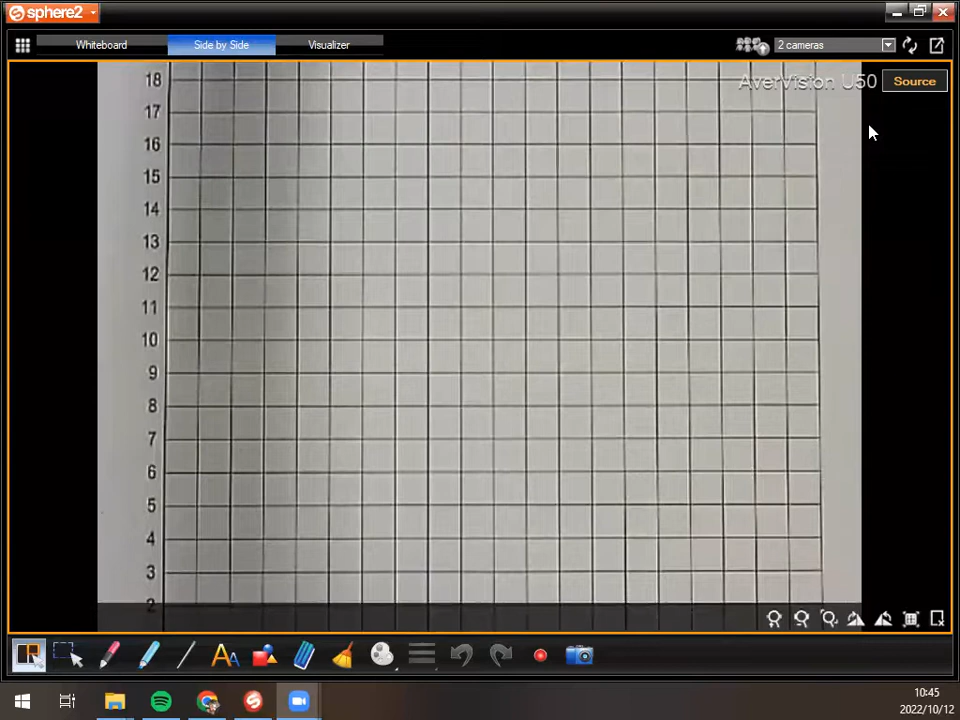 sphere2
Whiteboard
Side by Side
Visualizer
2 cameras
AverVision U50
Source
18
17
16
15
14
13
12
11
10
9
8
7
6
5
4
3
2
10:45
2022/10/12